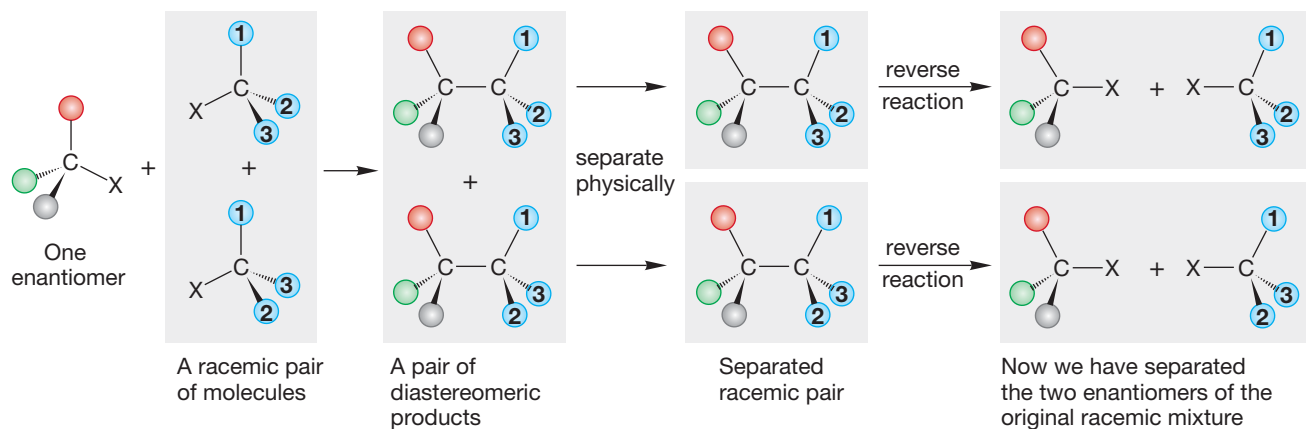 1
C
X
2
3
+
C
X
+
1
C
X
3
2
One
enantiomer
A racemic pair
of molecules
1
C
C
2
3
+
1
C
C
3
2
A pair of
diastereomeric
products
separate
physically
1
C
C
2
3
1
C
C
3
2
Separated
racemic pair
reverse
reaction
reverse
reaction
1
C X + X C
2
3
1
C X + X C
3
2
Now we have separated
the two enantiomers of the
original racemic mixture